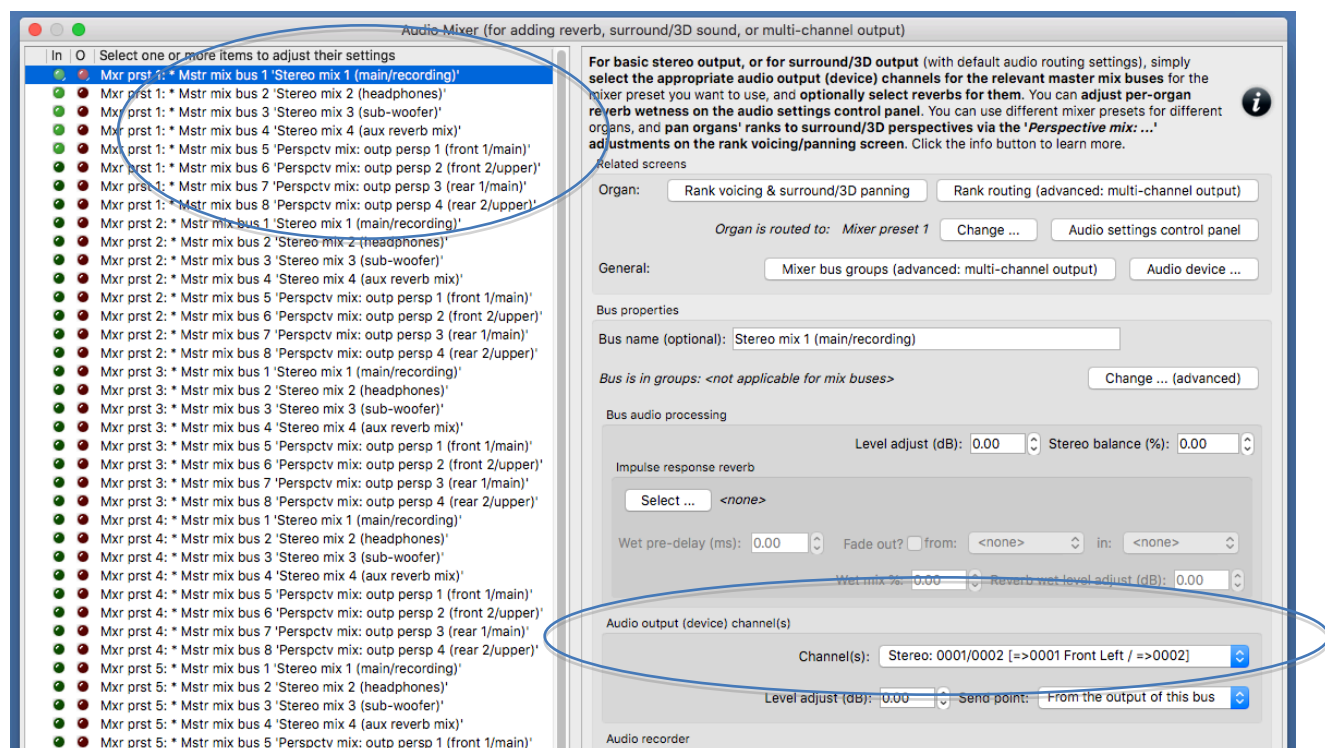 Audio Mixer (for adding reverb, surround/3D sound, or multi-channel output)
In O Select one or more items to adjust their settings
Mxr prst 1: * Mstr mix bus 1 'Stereo mix 1 (main/recording)'
Mxr prst 1: * Mstr mix bus 2 'Stereo mix 2 (headphones)'
Mxr prst 1: * Mstr mix bus 3 'Stereo mix 3 (sub-woofer)'
Mxr prst 1: * Mstr mix bus 4 'Stereo mix 4 (aux reverb mix)'
Mxr prst 1: * Mstr mix bus 5 'Perspctv mix: outp persp 1 (front 1/main)'
Mxr prst 1: * Mstr mix bus 6 'Perspctv mix: outp persp 2 (front 2/upper)'
Mxr prst 1: * Mstr mix bus 7 'Perspctv mix: outp persp 3 (rear 1/main)'
Mxr prst 1: * Mstr mix bus 8 'Perspctv mix: outp persp 4 (rear 2/upper)'
Mxr prst 2: * Mstr mix bus 1 'Stereo mix 1 (main/recording)'
Mxr prst 2: * Mstr mix bus 2 'Stereo mix 2 (headphones)'
Mxr prst 2: * Mstr mix bus 3 'Stereo mix 3 (sub-woofer)'
Mxr prst 2: * Mstr mix bus 4 'Stereo mix 4 (aux reverb mix)'
Mxr prst 2: * Mstr mix bus 5 'Perspctv mix: outp persp 1 (front 1/main)'
Mxr prst 2: * Mstr mix bus 6 'Perspctv mix: outp persp 2 (front 2/upper)'
Mxr prst 2: * Mstr mix bus 7 'Perspctv mix: outp persp 3 (rear 1/main)'
Mxr prst 2: * Mstr mix bus 8 'Perspctv mix: outp persp 4 (rear 2/upper)'
Mxr prst 3: * Mstr mix bus 1 'Stereo mix 1 (main/recording)'
Mxr prst 3: * Mstr mix bus 2 'Stereo mix 2 (headphones)'
Mxr prst 3: * Mstr mix bus 3 'Stereo mix 3 (sub-woofer)'
Mxr prst 3: * Mstr mix bus 4 'Stereo mix 4 (aux reverb mix)'
Mxr prst 3: * Mstr mix bus 5 'Perspctv mix: outp persp 1 (front 1/main)'
Mxr prst 3: * Mstr mix bus 6 'Perspctv mix: outp persp 2 (front 2/upper)'
Mxr prst 3: * Mstr mix bus 7 'Perspctv mix: outp persp 3 (rear 1/main)'
Mxr prst 3: * Mstr mix bus 8 'Perspctv mix: outp persp 4 (rear 2/upper)'
Mxr prst 4: * Mstr mix bus 1 'Stereo mix 1 (main/recording)'
Mxr prst 4: * Mstr mix bus 2 'Stereo mix 2 (headphones)'
Mxr prst 4: * Mstr mix bus 3 'Stereo mix 3 (sub-woofer)'
Mxr prst 4: * Mstr mix bus 4 'Stereo mix 4 (aux reverb mix)'
Mxr prst 4: * Mstr mix bus 5 'Perspctv mix: outp persp 1 (front 1/main)'
Mxr prst 4: * Mstr mix bus 6 'Perspctv mix: outp persp 2 (front 2/upper)'
Mxr prst 4: * Mstr mix bus 7 'Perspctv mix: outp persp 3 (rear 1/main)'
Mxr prst 4: * Mstr mix bus 8 'Perspctv mix: outp persp 4 (rear 2/upper)'
Mxr prst 5: * Mstr mix bus 1 'Stereo mix 1 (main/recording)'
Mxr prst 5: * Mstr mix bus 2 'Stereo mix 2 (headphones)'
Mxr prst 5: * Mstr mix bus 3 'Stereo mix 3 (sub-woofer)'
Mxr prst 5: * Mstr mix bus 4 'Stereo mix 4 (aux reverb mix)'
Mxr prst 5: * Mstr mix bus 5 'Perspctv mix: outp persp 1 (front 1/main)'
For basic stereo output, or for surround/3D output (with default audio routing settings), simply
select the appropriate audio output (device) channels for the relevant master mix buses for the
mixer preset you want to use, and optionally select reverbs for them. You can adjust per-organ
reverb wetness on the audio settings control panel. You can use different mixer presets for different
organs, and pan organs' ranks to surround/3D perspectives via the 'Perspective mix: ...'
adjustments on the rank voicing/panning screen. Click the info button to learn more.
Related screens
Organ: Rank voicing & surround/3D panning Rank routing (advanced: multi-channel output)
Organ is routed to: Mixer preset 1 Change ... Audio settings control panel
General: Mixer bus groups (advanced: multi-channel output) Audio device ...
Bus properties
Bus name (optional): Stereo mix 1 (main/recording)
Bus is in groups: <not applicable for mix buses> Change ... (advanced)
Bus audio processing
Level adjust (dB): 0.00 Stereo balance (%): 0.00
Impulse response reverb
Select ... <none>
Wet pre-delay (ms): 0.00 Fade out? from: <none> in: <none>
Wet mix %: 0.00 Reverb wet level adjust (dB): 0.00
Audio output (device) channel(s)
Channel(s): Stereo: 0001/0002 [=>0001 Front Left / =>0002]
Level adjust (dB): 0.00 Send point: From the output of this bus
Audio recorder